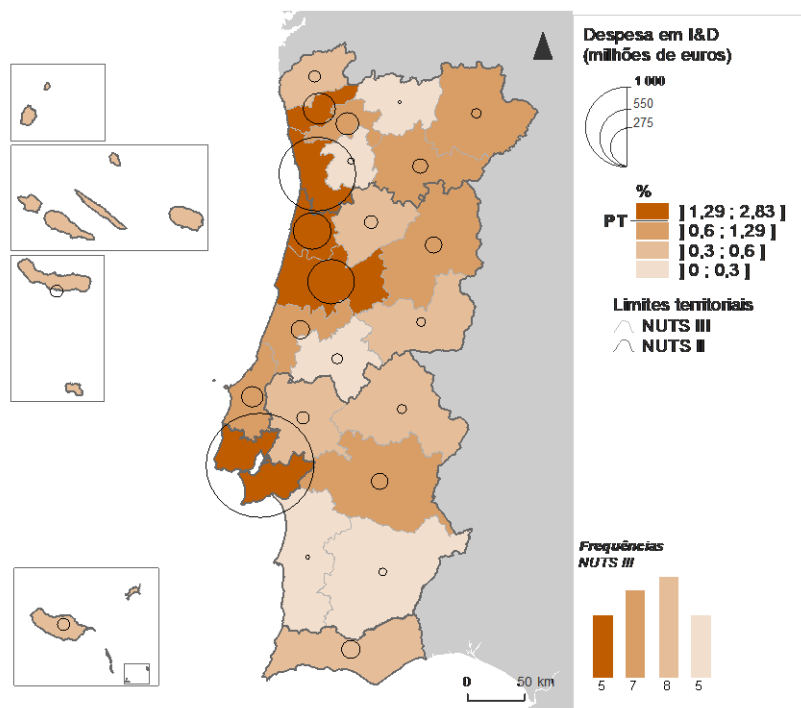 Despesa em I&D
(milhões de euros)
1 000
550
275
%
] 1,29 ; 2,83 ]
PT
] 0,6 ; 1,29 ]
] 0,3 ; 0,6 ]
] 0 ; 0,3 ]
Limites territoriais
NUTS III
NUTS II
Frequências
NUTS III
5 7 8 5
0 50 km